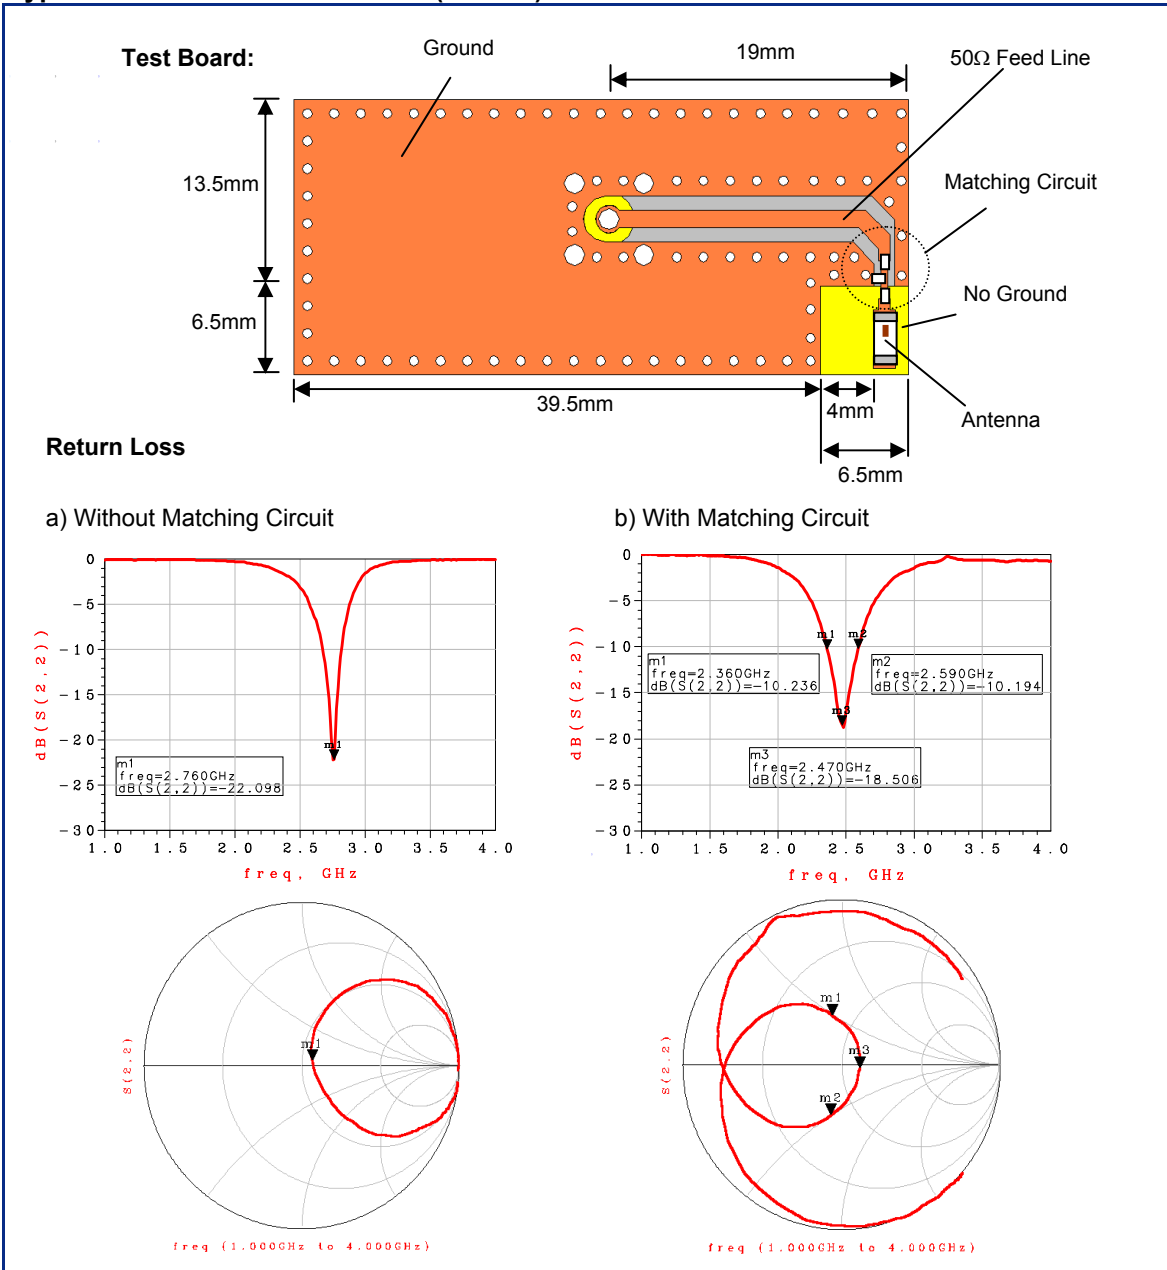 Test Board:
Ground
19mm
50Ω Feed Line
13.5mm
Matching Circuit
6.5mm
No Ground
39.5mm
4mm
Antenna
6.5mm
Return Loss
a) Without Matching Circuit
b) With Matching Circuit
dB(S(2,2))
0
-5
-10
-15
-20
-25
-30
m1
m1
freq=2.760GHz
dB(S(2,2))=-22.098
1.0 1.5 2.0 2.5 3.0 3.5 4.0
freq, GHz
dB(S(2,2))
0
-5
-10
-15
-20
-25
-30
m1 m2
m1
freq=2.360GHz
dB(S(2,2))=-10.236
m2
freq=2.590GHz
dB(S(2,2))=-10.194
m3
m3
freq=2.470GHz
dB(S(2,2))=-18.506
1.0 1.5 2.0 2.5 3.0 3.5 4.0
freq, GHz
m1
S(2,2)
freq (1.000GHz to 4.000GHz)
m1
m3
m2
S(2,2)
freq (1.000GHz to 4.000GHz)